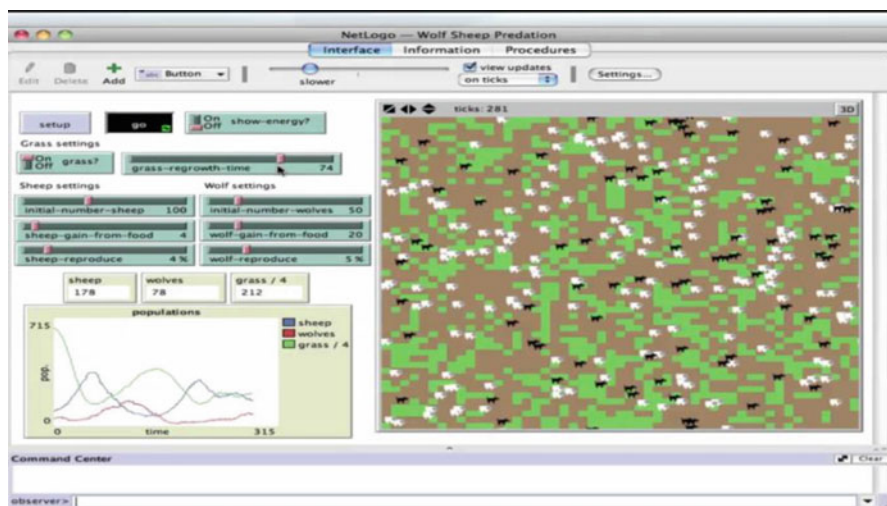 NetLogo — Wolf Sheep Predation
Interface Information Procedures
Edit Delete Add Button slower view updates on ticks Settings...
setup go On Off show-energy? ticks: 281 3D
Grass settings
On Off grass? grass-regrowth-time 74
Sheep settings Wolf settings
initial-number-sheep 100 initial-number-wolves 50
sheep-gain-from-food 4 wolf-gain-from-food 20
sheep-reproduce 4 % wolf-reproduce 5 %
sheep wolves grass / 4
178 78 212
populations
715 sheep
wolves
grass / 4
pop.
0
0 time 315
Command Center Clear
observer>